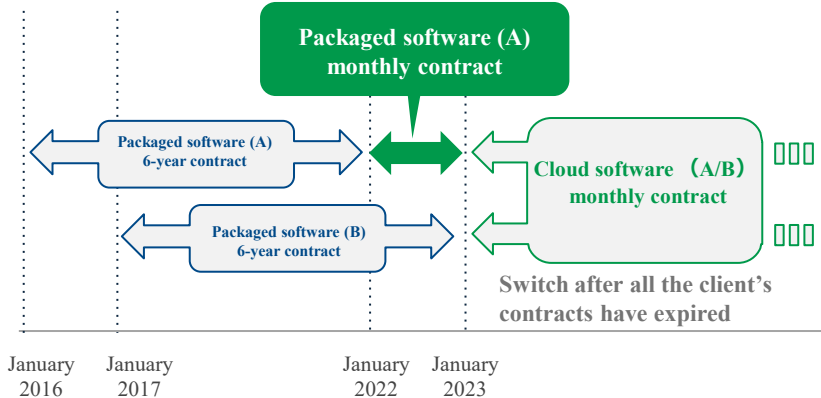 Packaged software (A)
monthly contract
Packaged software (A)
6-year contract
Cloud software （A/B）
monthly contract
Packaged software (B)
6-year contract
Switch after all the client’s
contracts have expired
January
2016
January
2017
January
2022
January
2023